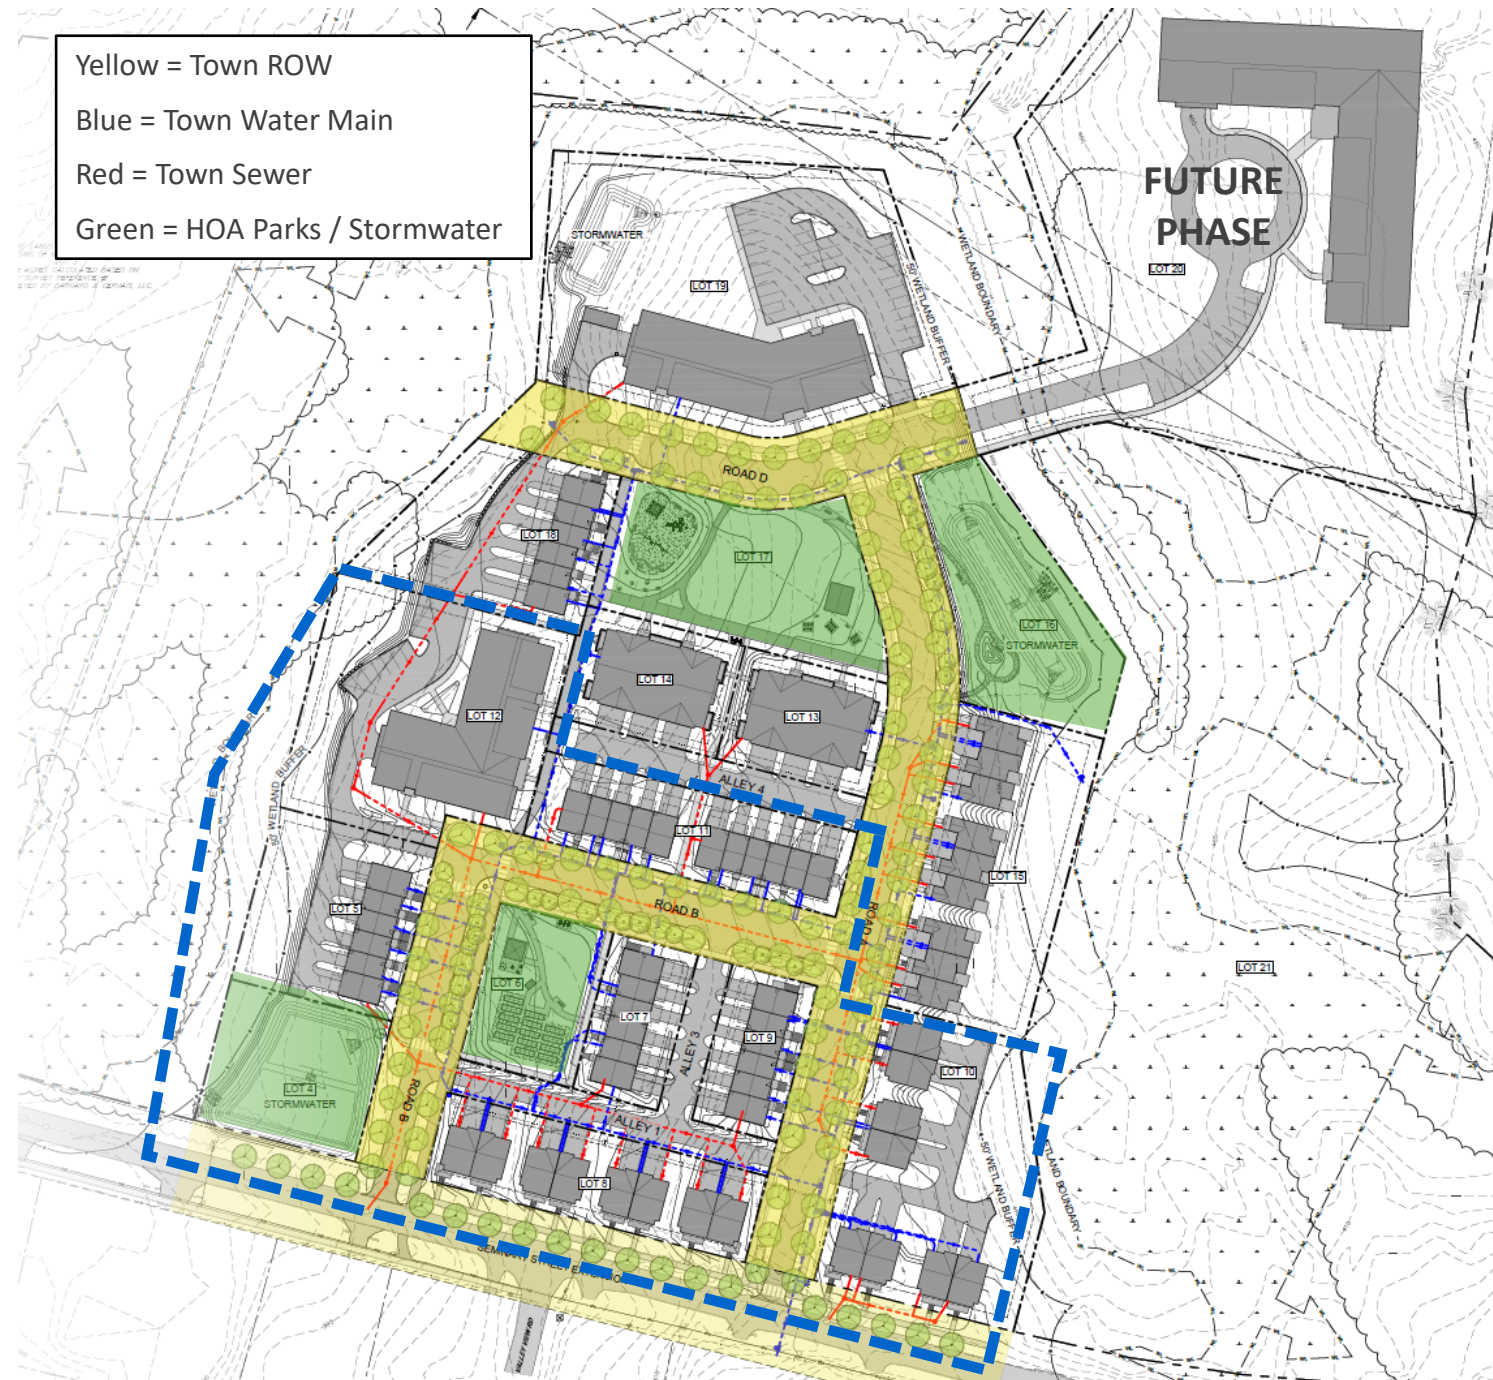 Yellow = Town ROW
Blue = Town Water Main
Red = Town Sewer
Green = HOA Parks / Stormwater
FUTURE
PHASE
LOT 20
STORMWATER
LOT 19
50' WETLAND BUFFER
WETLAND BOUNDARY
ROAD D
LOT 18
LOT 17
LOT 16
STORMWATER
LOT 14
LOT 13
LOT 12
50' WETLAND BUFFER
ALLEY 4
LOT 11
LOT 15
ROAD A
ROAD B
LOT 5
LOT 6
LOT 7
LOT 9
ALLEY 3
LOT 21
LOT 10
LOT 4
STORMWATER
ROAD B
ALLEY 1
LOT 8
50' WETLAND BUFFER
WETLAND BOUNDARY
SEMINARY STREET EXTENSION